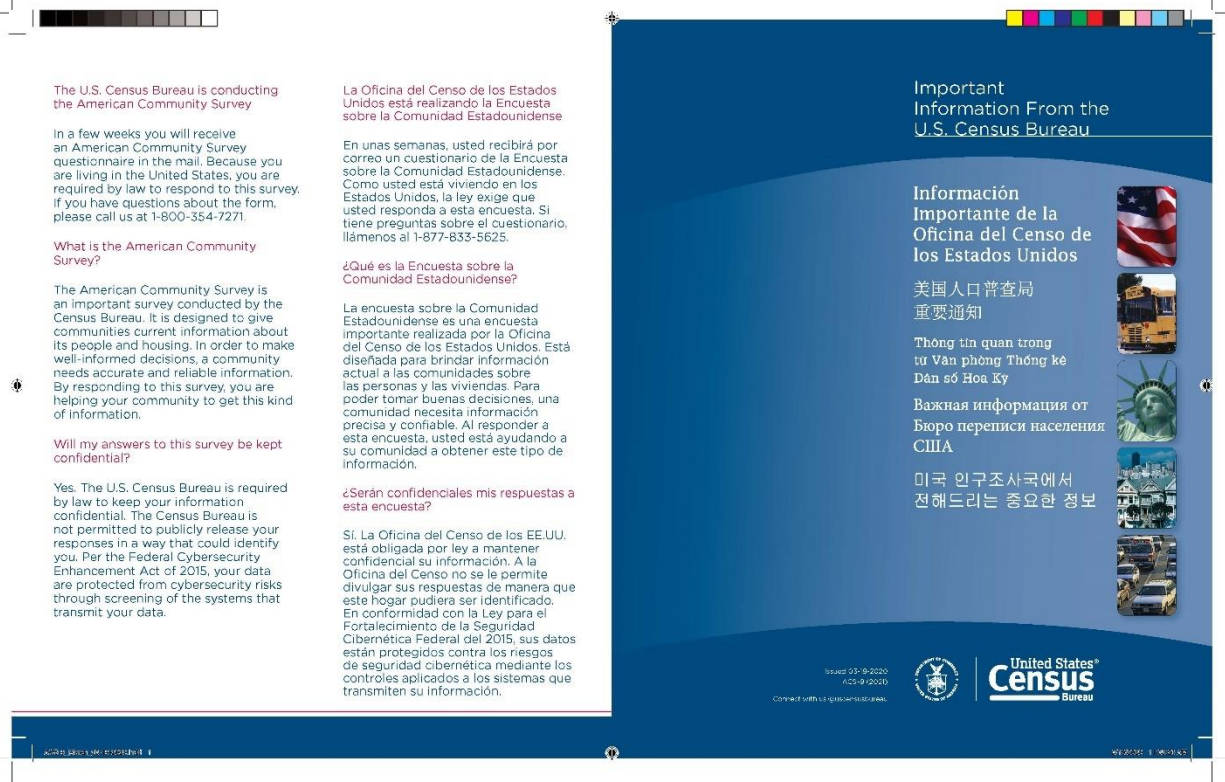 The U.S. Census Bureau is conducting
the American Community Survey
In a few weeks you will receive
an American Community Survey
questionnaire in the mail. Because you
are living in the United States, you are
required by law to respond to this survey.
If you have questions about the form,
please call us at 1-800-354-7271.
What is the American Community
Survey?
The American Community Survey is
an important survey conducted by the
Census Bureau. It is designed to give
communities current information about
its people and housing. In order to make
well-informed decisions, a community
needs accurate and reliable information.
By responding to this survey, you are
helping your community to get this kind
of information.
Will my answers to this survey be kept
confidential?
Yes. The U.S. Census Bureau is required
by law to keep your information
confidential. The Census Bureau is
not permitted to publicly release your
responses in a way that could identify
you. Per the Federal Cybersecurity
Enhancement Act of 2015, your data
are protected from cybersecurity risks
through screening of the systems that
transmit your data.
La Oficina del Censo de los Estados
Unidos está realizando la Encuesta
sobre la Comunidad Estadounidense
En unas semanas, usted recibirá por
correo un cuestionario de la Encuesta
sobre la Comunidad Estadounidense.
Como usted está viviendo en los
Estados Unidos, la ley exige que
usted responda a esta encuesta. Si
tiene preguntas sobre el cuestionario,
llámenos al 1-877-833-5625.
¿Qué es la Encuesta sobre la
Comunidad Estadounidense?
La encuesta sobre la Comunidad
Estadounidense es una encuesta
importante realizada por la Oficina
del Censo de los Estados Unidos. Está
diseñada para brindar información
actual a las comunidades sobre
las personas y las viviendas. Para
poder tomar buenas decisiones, una
comunidad necesita información
precisa y confiable. Al responder a
esta encuesta, usted está ayudando a
su comunidad a obtener este tipo de
información.
¿Serán confidenciales mis respuestas a
esta encuesta?
Sí. La Oficina del Censo de los EE.UU.
está obligada por ley a mantener
confidencial su información. A la
Oficina del Censo no se le permite
divulgar sus respuestas de manera que
este hogar pudiera ser identificado.
En conformidad con la Ley para el
Fortalecimiento de la Seguridad
Cibernética Federal del 2015, sus datos
están protegidos contra los riesgos
de seguridad cibernética mediante los
controles aplicados a los sistemas que
transmiten su información.
Important
Information From the
U.S. Census Bureau
Información
Importante de la
Oficina del Censo de
los Estados Unidos
美国人口普查局
重要通知
Thông tin quan trọng
từ Văn phòng Thống kê
Dân số Hoa Kỳ
Важная информация от
Бюро переписи населения
США
미국 인구조사국에서
전해드리는 중요한 정보
Issued 03-19-2020
ACS-9 (2021)
Connect with us @uscensusbureau
United States®
Census
Bureau